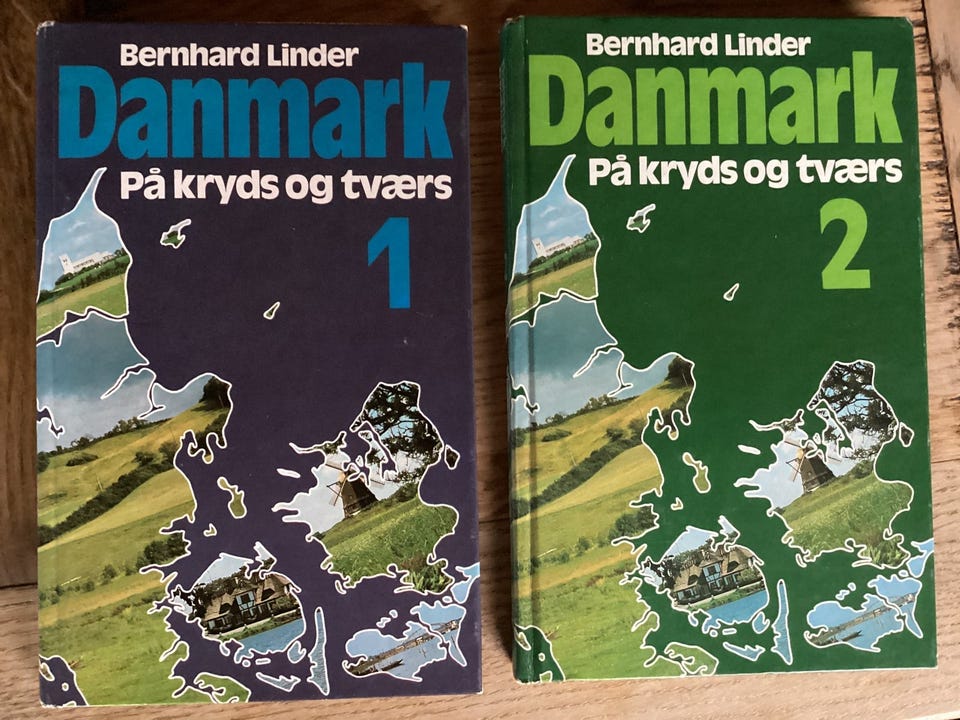 Bernhard Linder
Danmark
På kryds og tværs
1
Bernhard Linder
Danmark
På kryds og tværs
2